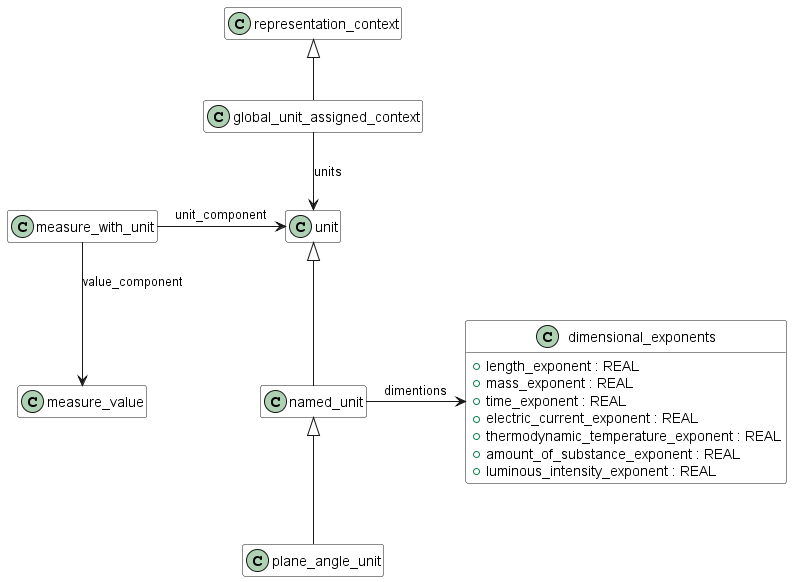 C representation_context
C global_unit_assigned_context
units
C measure_with_unit
unit_component
C unit
value_component
C dimensional_exponents
length_exponent : REAL
mass_exponent : REAL
time_exponent : REAL
electric_current_exponent : REAL
thermodynamic_temperature_exponent : REAL
amount_of_substance_exponent : REAL
luminous_intensity_exponent : REAL
C measure_value
C named_unit
dimentions
C plane_angle_unit